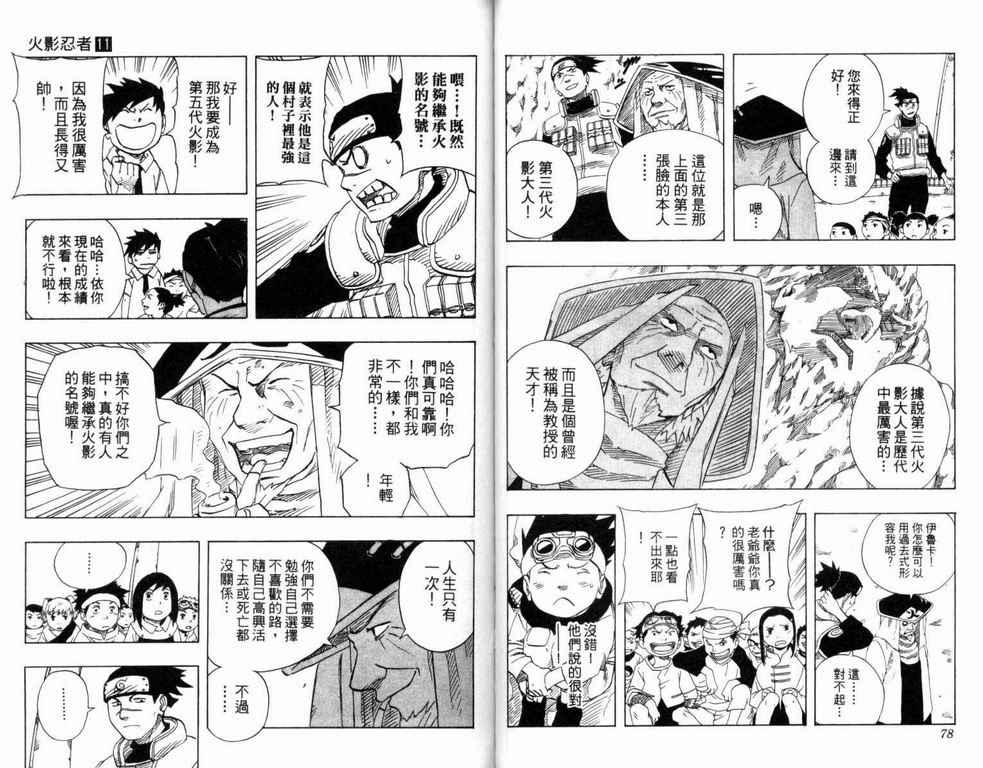 您來得正
好!
請到這
邊來…
嗯…
這位就是那
上面的第三
張臉的本人
……
第三代火
影大人!
據說第三代火
影大人是歷代
中最厲害的…
而且是個曾經
被稱為教授的
天才!
伊魯卡!
你怎麼可以
用過去式形
容我呢?
這……
對不起…
什麼——?
老爺爺你真
的很厲害嗎
?
一點也看
不出來耶
沒錯!
他們說的很對
!
78
火影忍者11
喂……!既然
能夠繼承火
影的名號…
就表示他是這
個村子裡最強
的人!
好——
那我要成為
第五代火影!
因為我很厲害
,而且長得又
帥!
哈哈…依你
現在的成績
來看,根本
就不行啦!
哈哈哈!你
們真可靠啊
!你們和我
不一樣,都
非常的……
年輕
!
搞不好你們之
中,真的有人
能夠繼承火影
的名號喔!
人生只有
一次!
你們不需要
勉強自己選擇
不喜歡的路,
隨自己高興活
下去或死亡都
沒關係…
不過
……
……
……